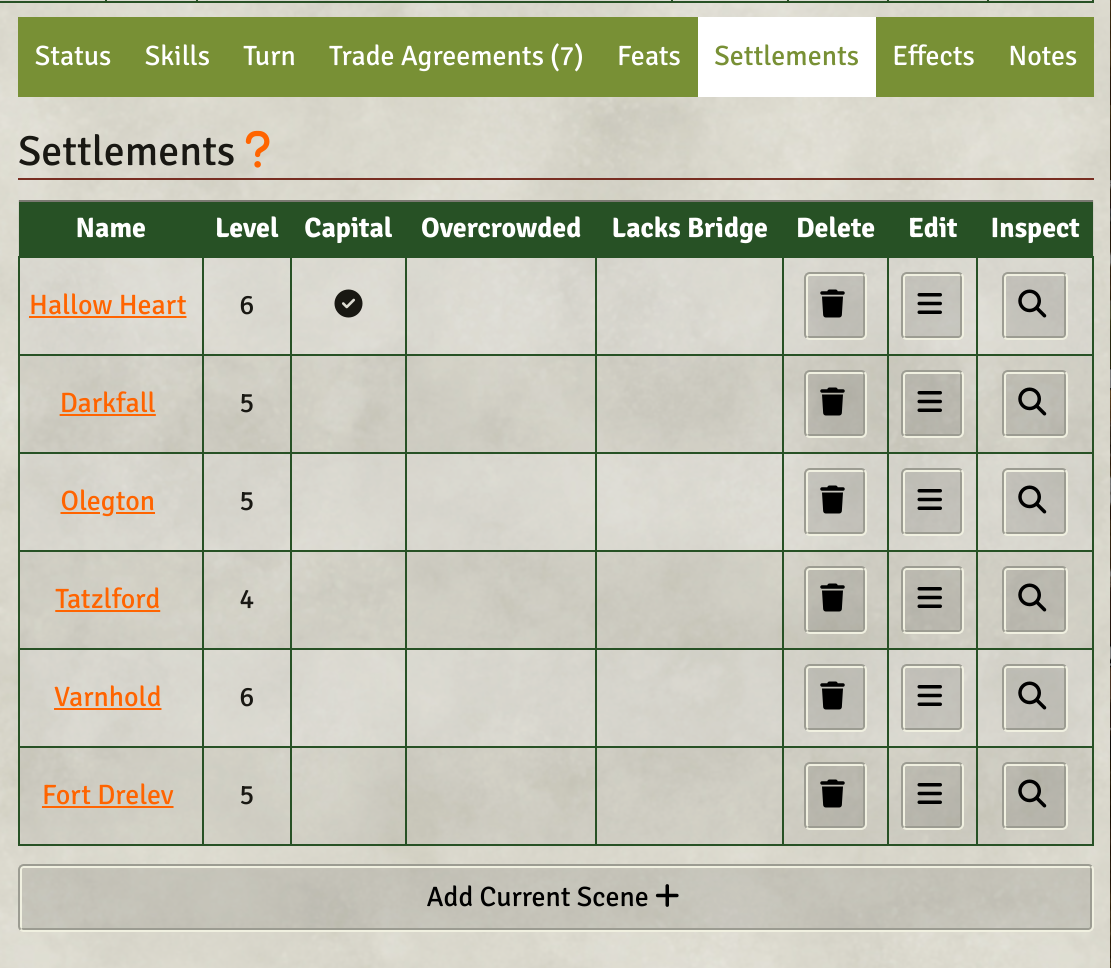 Status Skills Turn Trade Agreements (7) Feats Settlements Effects Notes
Settlements ?
Name Level Capital Overcrowded Lacks Bridge Delete Edit Inspect
Hallow Heart 6
Darkfall 5
Olegton 5
Tatzlford 4
Varnhold 6
Fort Drelev 5
Add Current Scene +